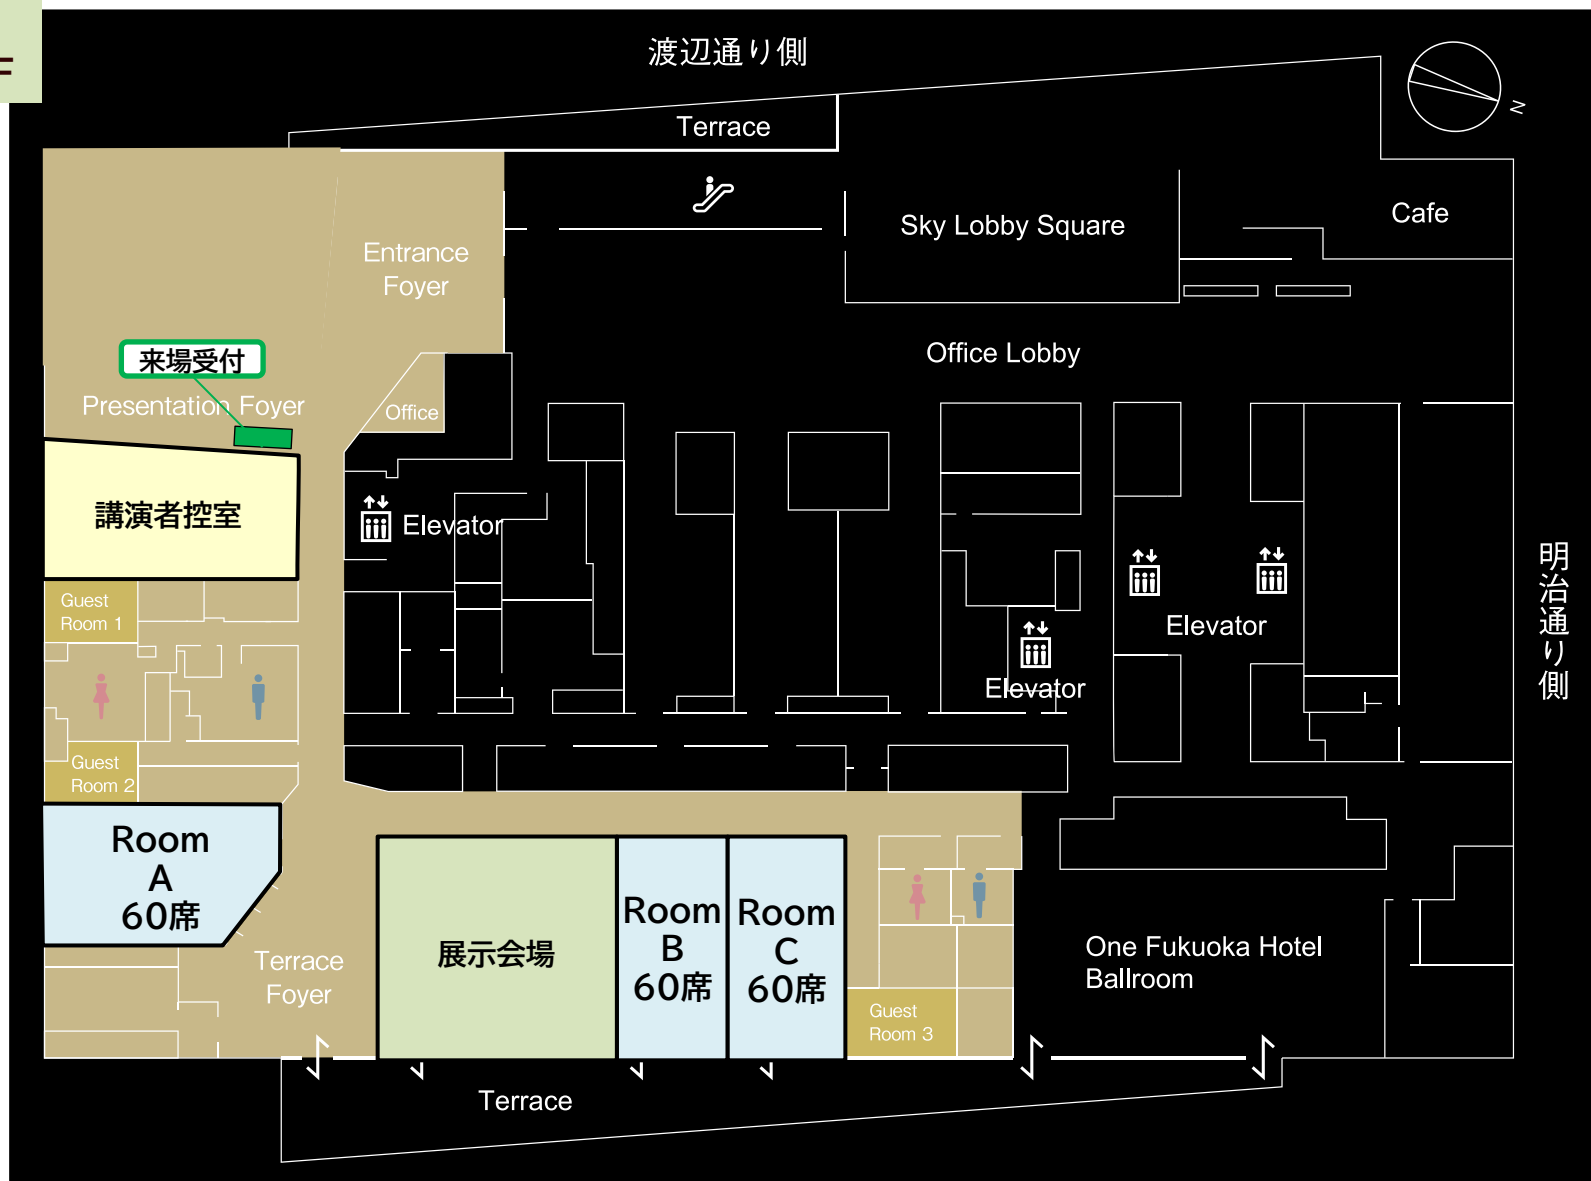 渡辺通り側
N
Terrace
Cafe
Sky Lobby Square
Entrance
Foyer
来場受付
Office Lobby
Presentation Foyer
Office
講演者控室
Elevator
明治通り側
Guest
Room 1
Elevator
Elevator
Guest
Room 2
Room
A
60席
Room
B
60席
Room
C
60席
展示会場
One Fukuoka Hotel
Ballroom
Terrace
Foyer
Guest
Room 3
Terrace